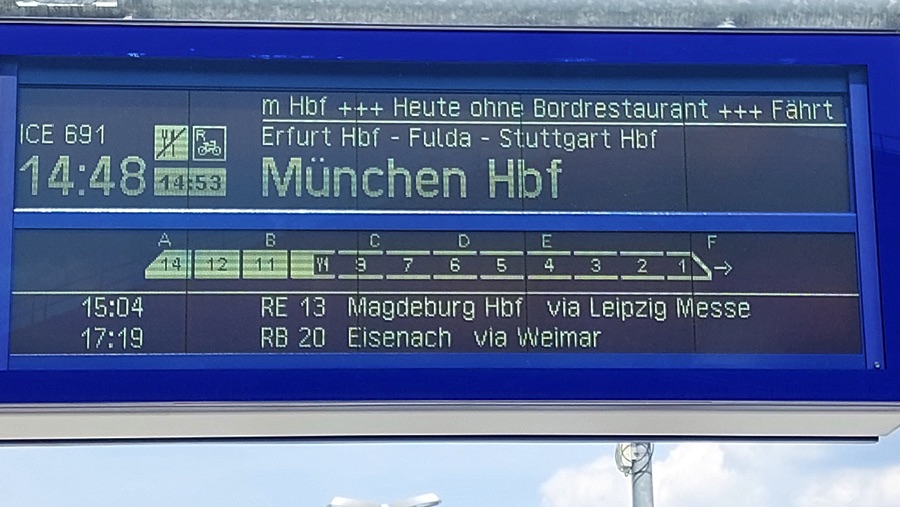 m Hbf +++ Heute ohne Bordrestaurant +++ Fährt
ICE 691 R Erfurt Hbf - Fulda - Stuttgart Hbf
14:48 14:53 München Hbf
A B C D E F
14 12 11 9 7 6 5 4 3 2 1
15:04 RE 13 Magdeburg Hbf via Leipzig Messe
17:19 RB 20 Eisenach via Weimar